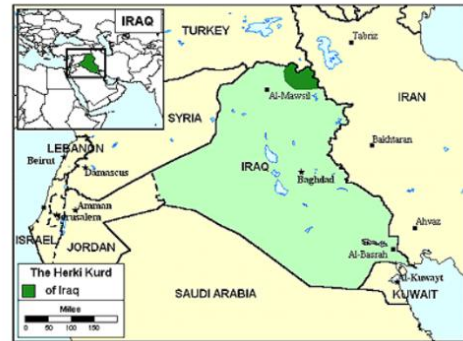 IRAQ
TURKEY
Tabriz
Al-Mawsil
IRAN
SYRIA
LEBANON
Beirut
Damascus
IRAQ
Baghdad
Bakhtaran
Amman
Jerusalem
Ahvaz
ISRAEL
JORDAN
Al-Basrah
Al-Kuwayt
KUWAIT
SAUDI ARABIA
The Herki Kurd
of Iraq
Miles
0 50 100 150